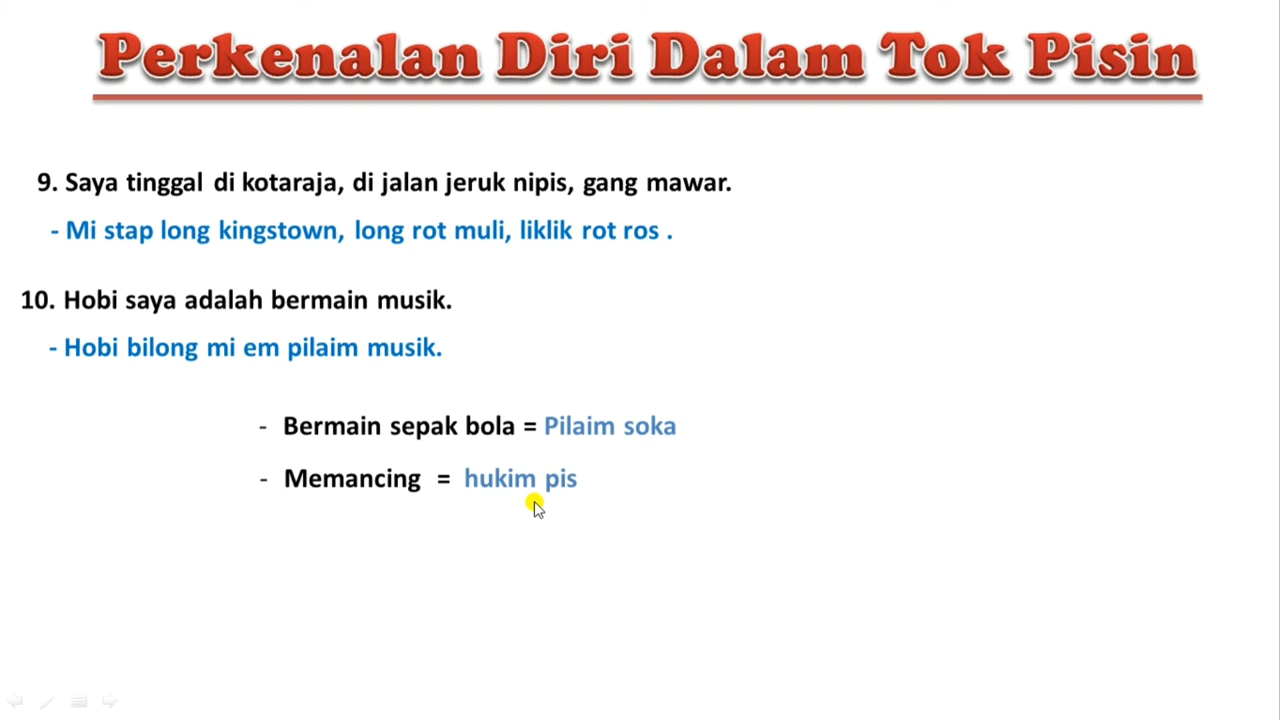 Perkenalan Diri Dalam Tok Pisin
9. Saya tinggal di kotaraja, di jalan jeruk nipis, gang mawar.
- Mi stap long kingstown, long rot muli, liklik rot ros .
10. Hobi saya adalah bermain musik.
- Hobi bilong mi em pilaim musik.
- Bermain sepak bola = Pilaim soka
- Memancing = hukim pis